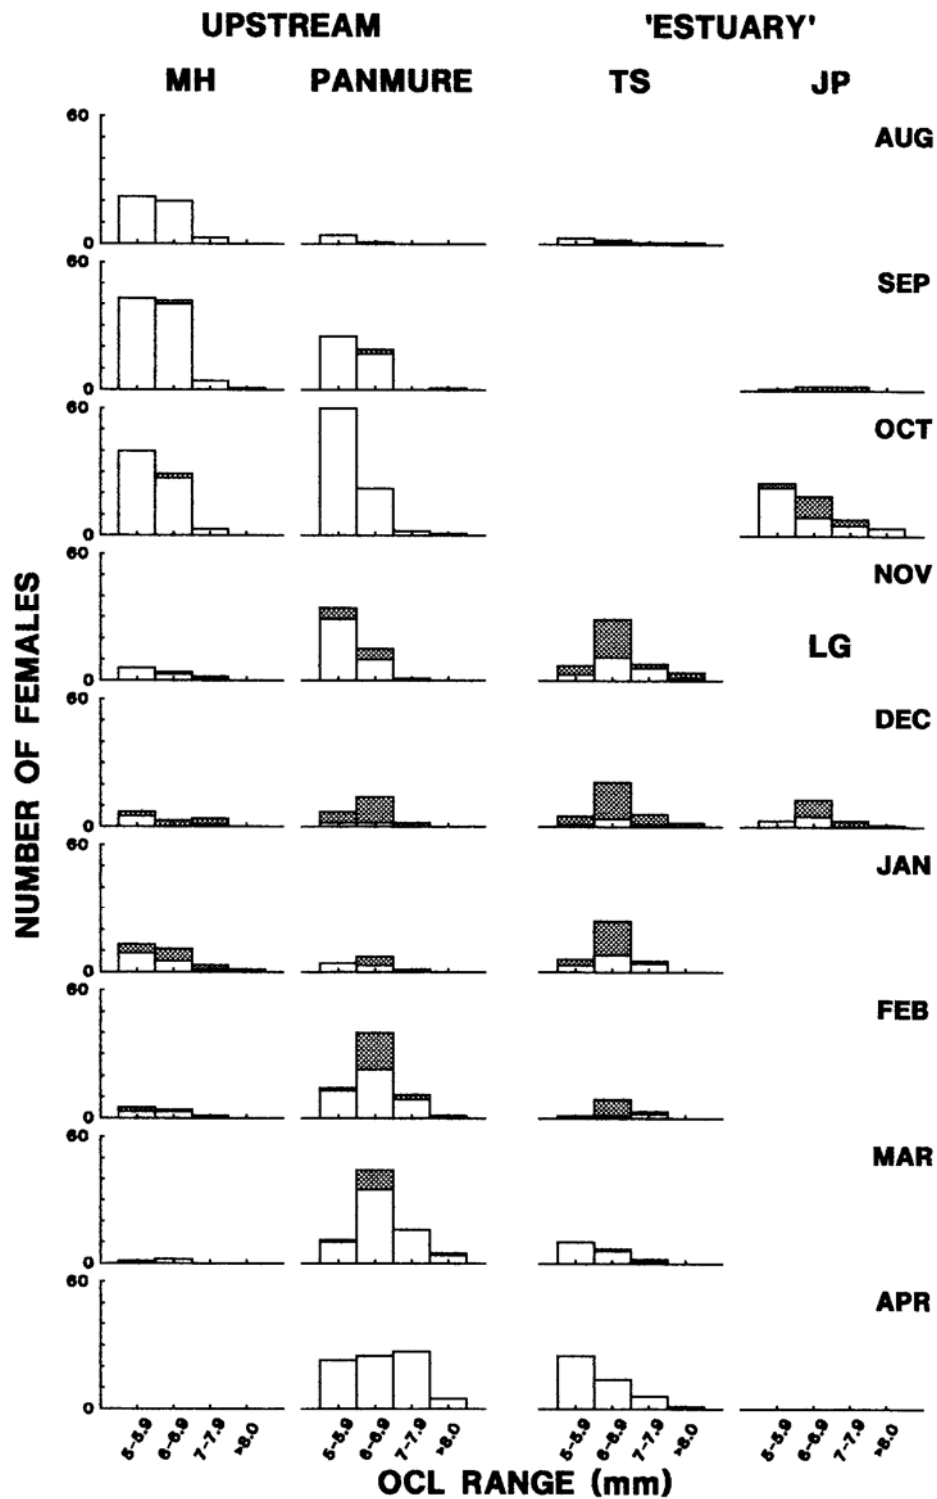 UPSTREAM 'ESTUARY'
MH PANMURE TS JP
60
AUG
0
60
SEP
0
60
OCT
0
NOV
LG
DEC
60
0
60
0
JAN
60
0
FEB
60
0
MAR
60
0
APR
60
0
NUMBER OF FEMALES
5-5.9 6-6.9 7-7.9 >8.0 5-5.9 6-6.9 7-7.9 >8.0 5-5.9 6-6.9 7-7.9 >8.0 5-5.9 6-6.9 7-7.9 >8.0
OCL RANGE (mm)